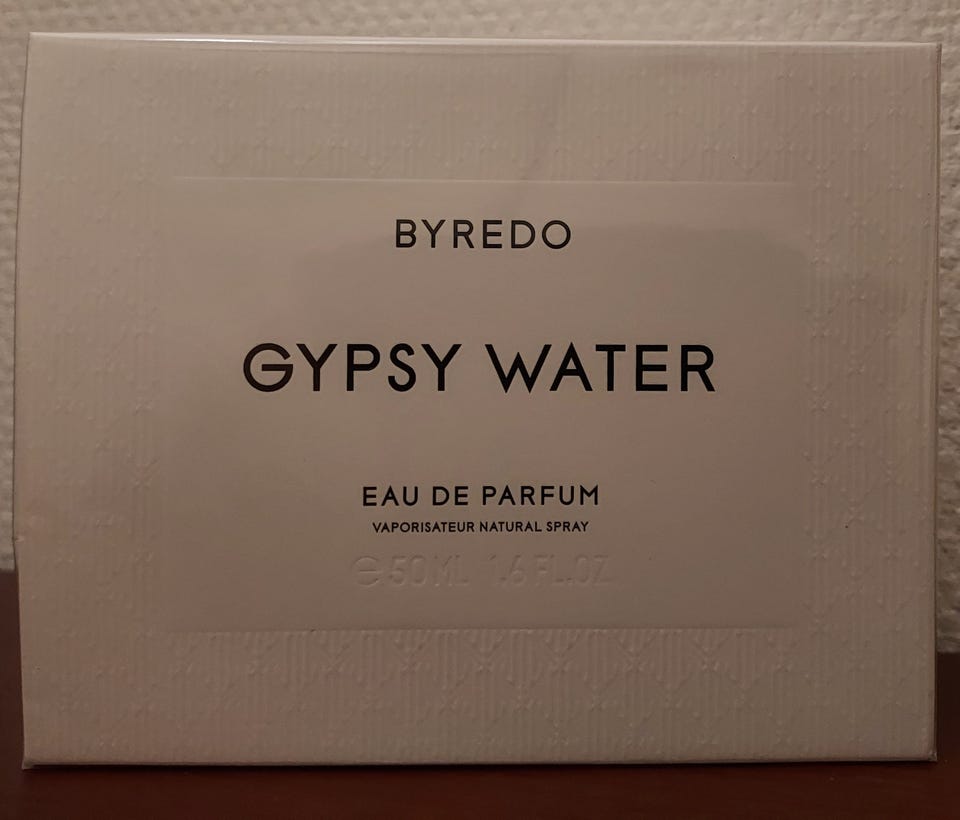 BYREDO
GYPSY WATER
EAU DE PARFUM
VAPORISATEUR NATURAL SPRAY
℮ 50 ML 1.6 FL.OZ